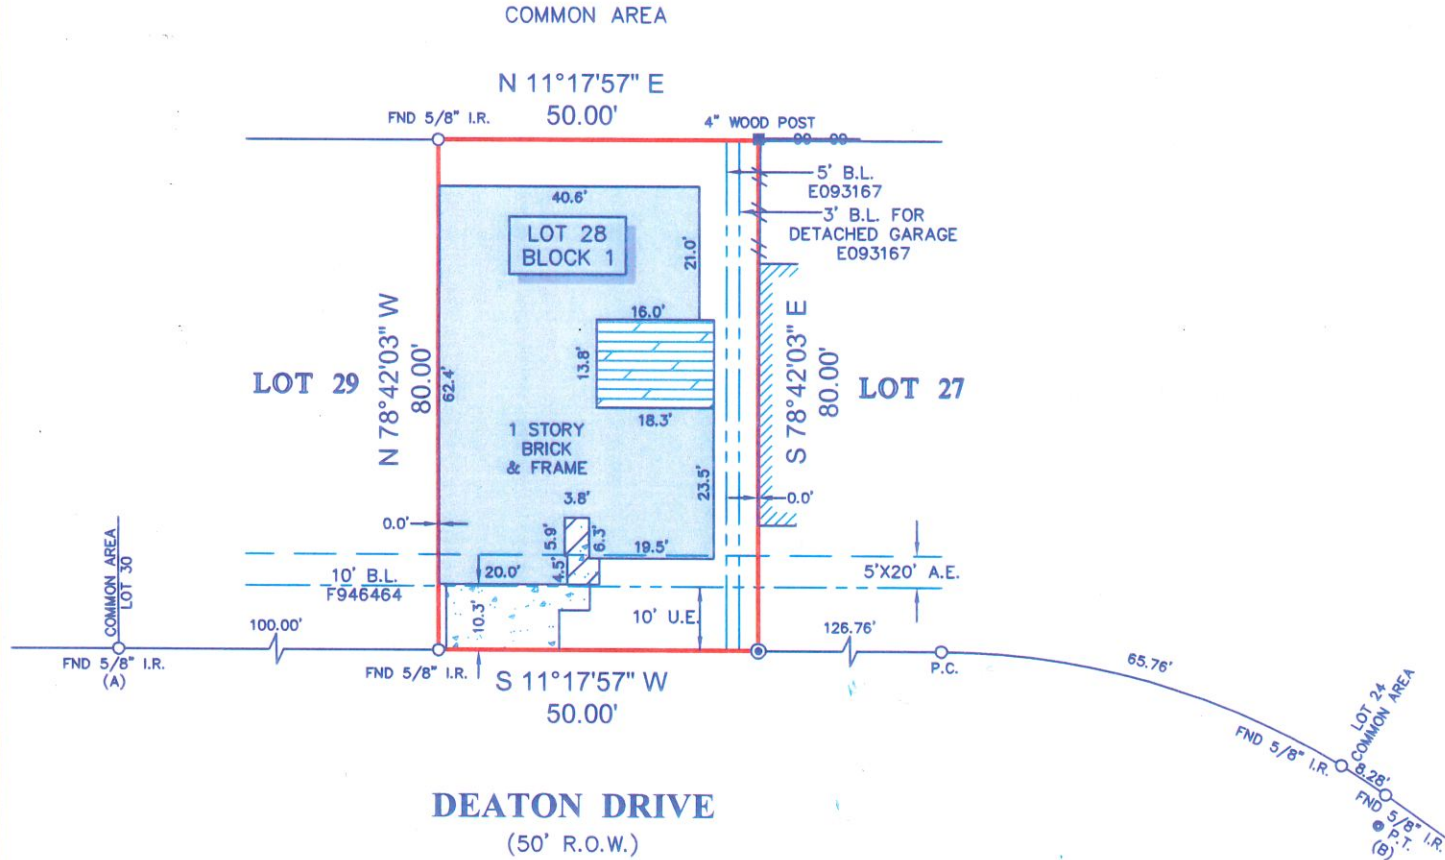 COMMON AREA
N 11°17'57" E
50.00'
FND 5/8" I.R.
4" WOOD POST
5' B.L.
E093167
3' B.L. FOR
DETACHED GARAGE
E093167
40.6'
LOT 28
BLOCK 1
21.0'
16.0'
13.8'
18.3'
N 78°42'03" W
80.00'
62.4'
S 78°42'03" E
80.00'
LOT 29
LOT 27
1 STORY
BRICK
& FRAME
3.8'
23.5'
0.0'
0.0'
5.9'
6.3'
19.5'
4.5'
20.0'
10' B.L.
F946464
5'X20' A.E.
COMMON AREA
LOT 30
10.3'
10' U.E.
100.00'
126.76'
FND 5/8" I.R.
(A)
FND 5/8" I.R.
S 11°17'57" W
50.00'
P.C.
65.76'
LOT 24
COMMON AREA
FND 5/8" I.R.
8.28'
FND 5/8" I.R.
P.T.
(B)
DEATON DRIVE
(50' R.O.W.)